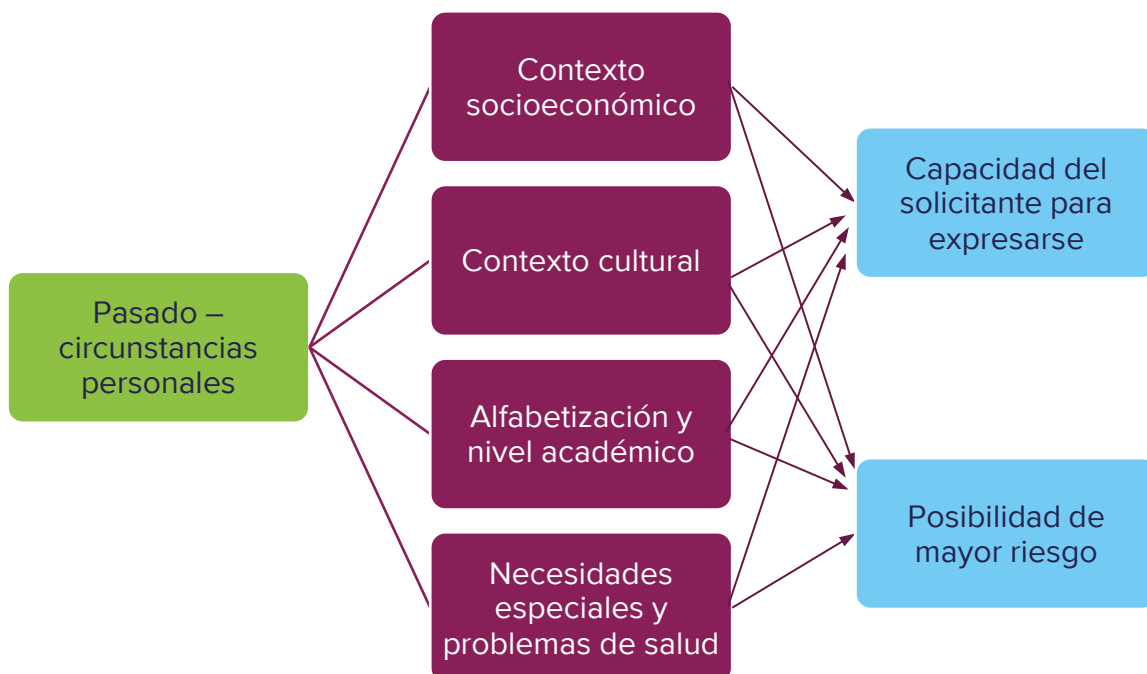 Pasado –
circunstancias
personales
Contexto
socioeconómico
Contexto cultural
Alfabetización y
nivel académico
Necesidades
especiales y
problemas de salud
Capacidad del
solicitante para
expresarse
Posibilidad de
mayor riesgo